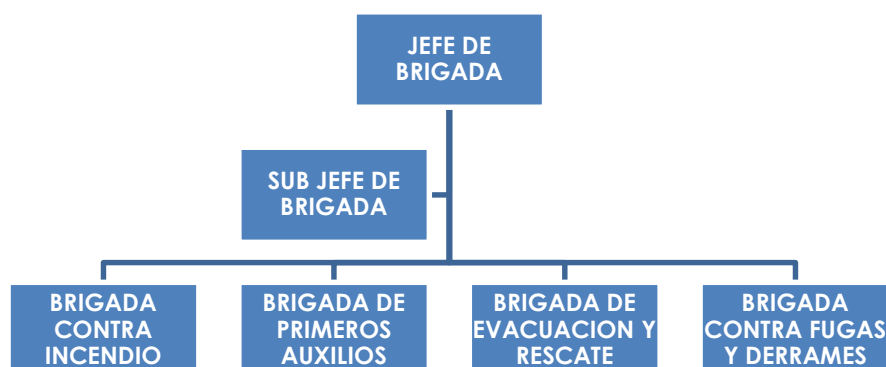 JEFE DE
BRIGADA
SUB JEFE DE
BRIGADA
BRIGADA
CONTRA
INCENDIO
BRIGADA DE
PRIMEROS
AUXILIOS
BRIGADA DE
EVACUACION Y
RESCATE
BRIGADA
CONTRA FUGAS
Y DERRAMES